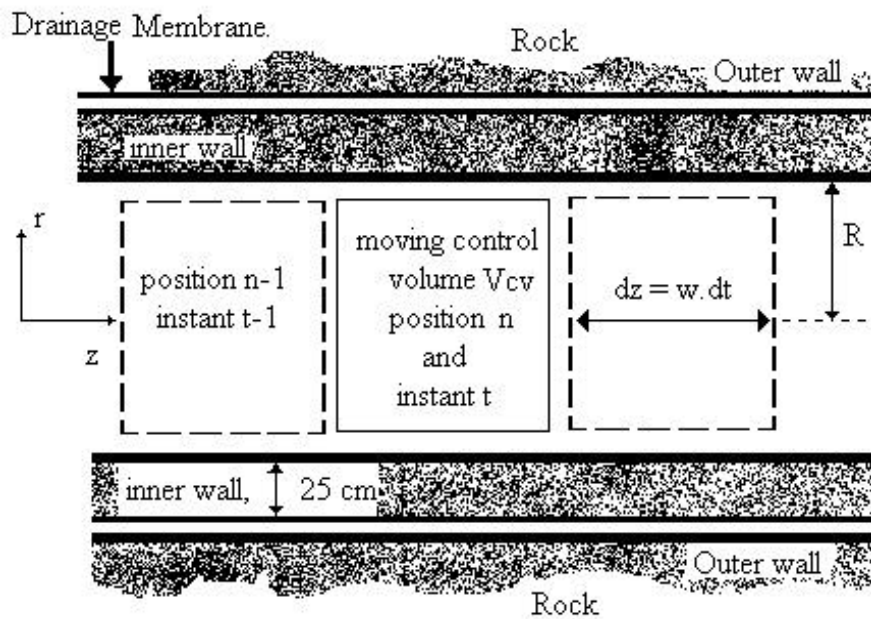 Drainage Membrane.
Rock
Outer wall
inner wall
r
z
position n-1
instant t-1
moving control
volume Vcv
position n
and
instant t
dz = w. dt
R
inner wall,
25 cm
Outer wall
Rock